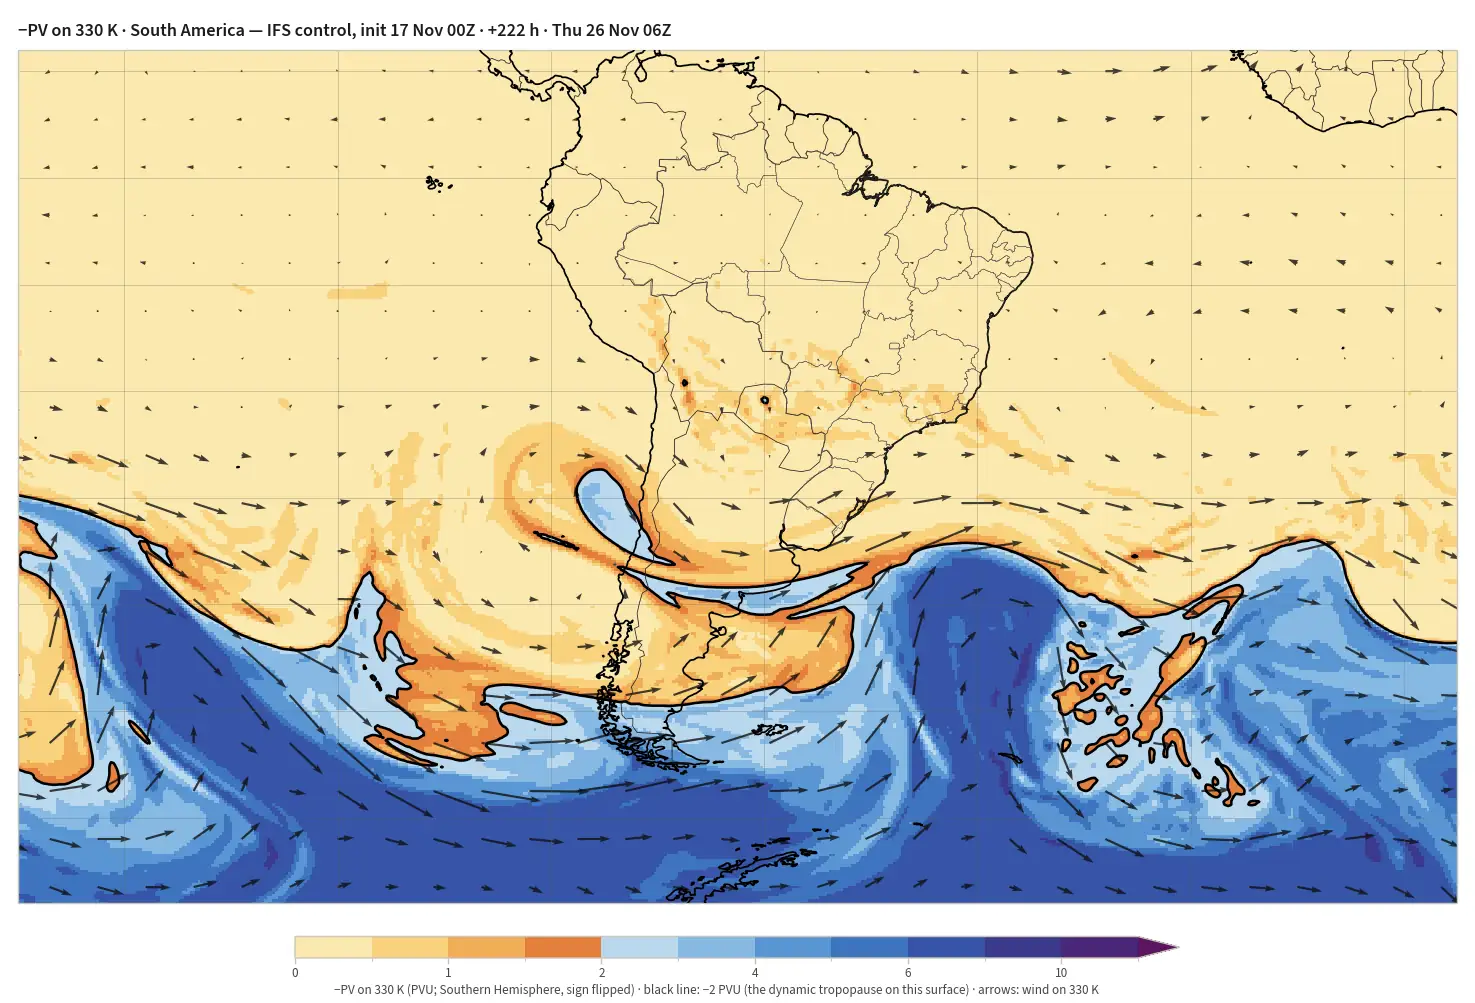 −PV on 330 K · South America — IFS control, init 17 Nov 00Z · +222 h · Thu 26 Nov 06Z
0 1 2 4 6 10
−PV on 330 K (PVU; Southern Hemisphere, sign flipped) · black line: −2 PVU (the dynamic tropopause on this surface) · arrows: wind on 330 K